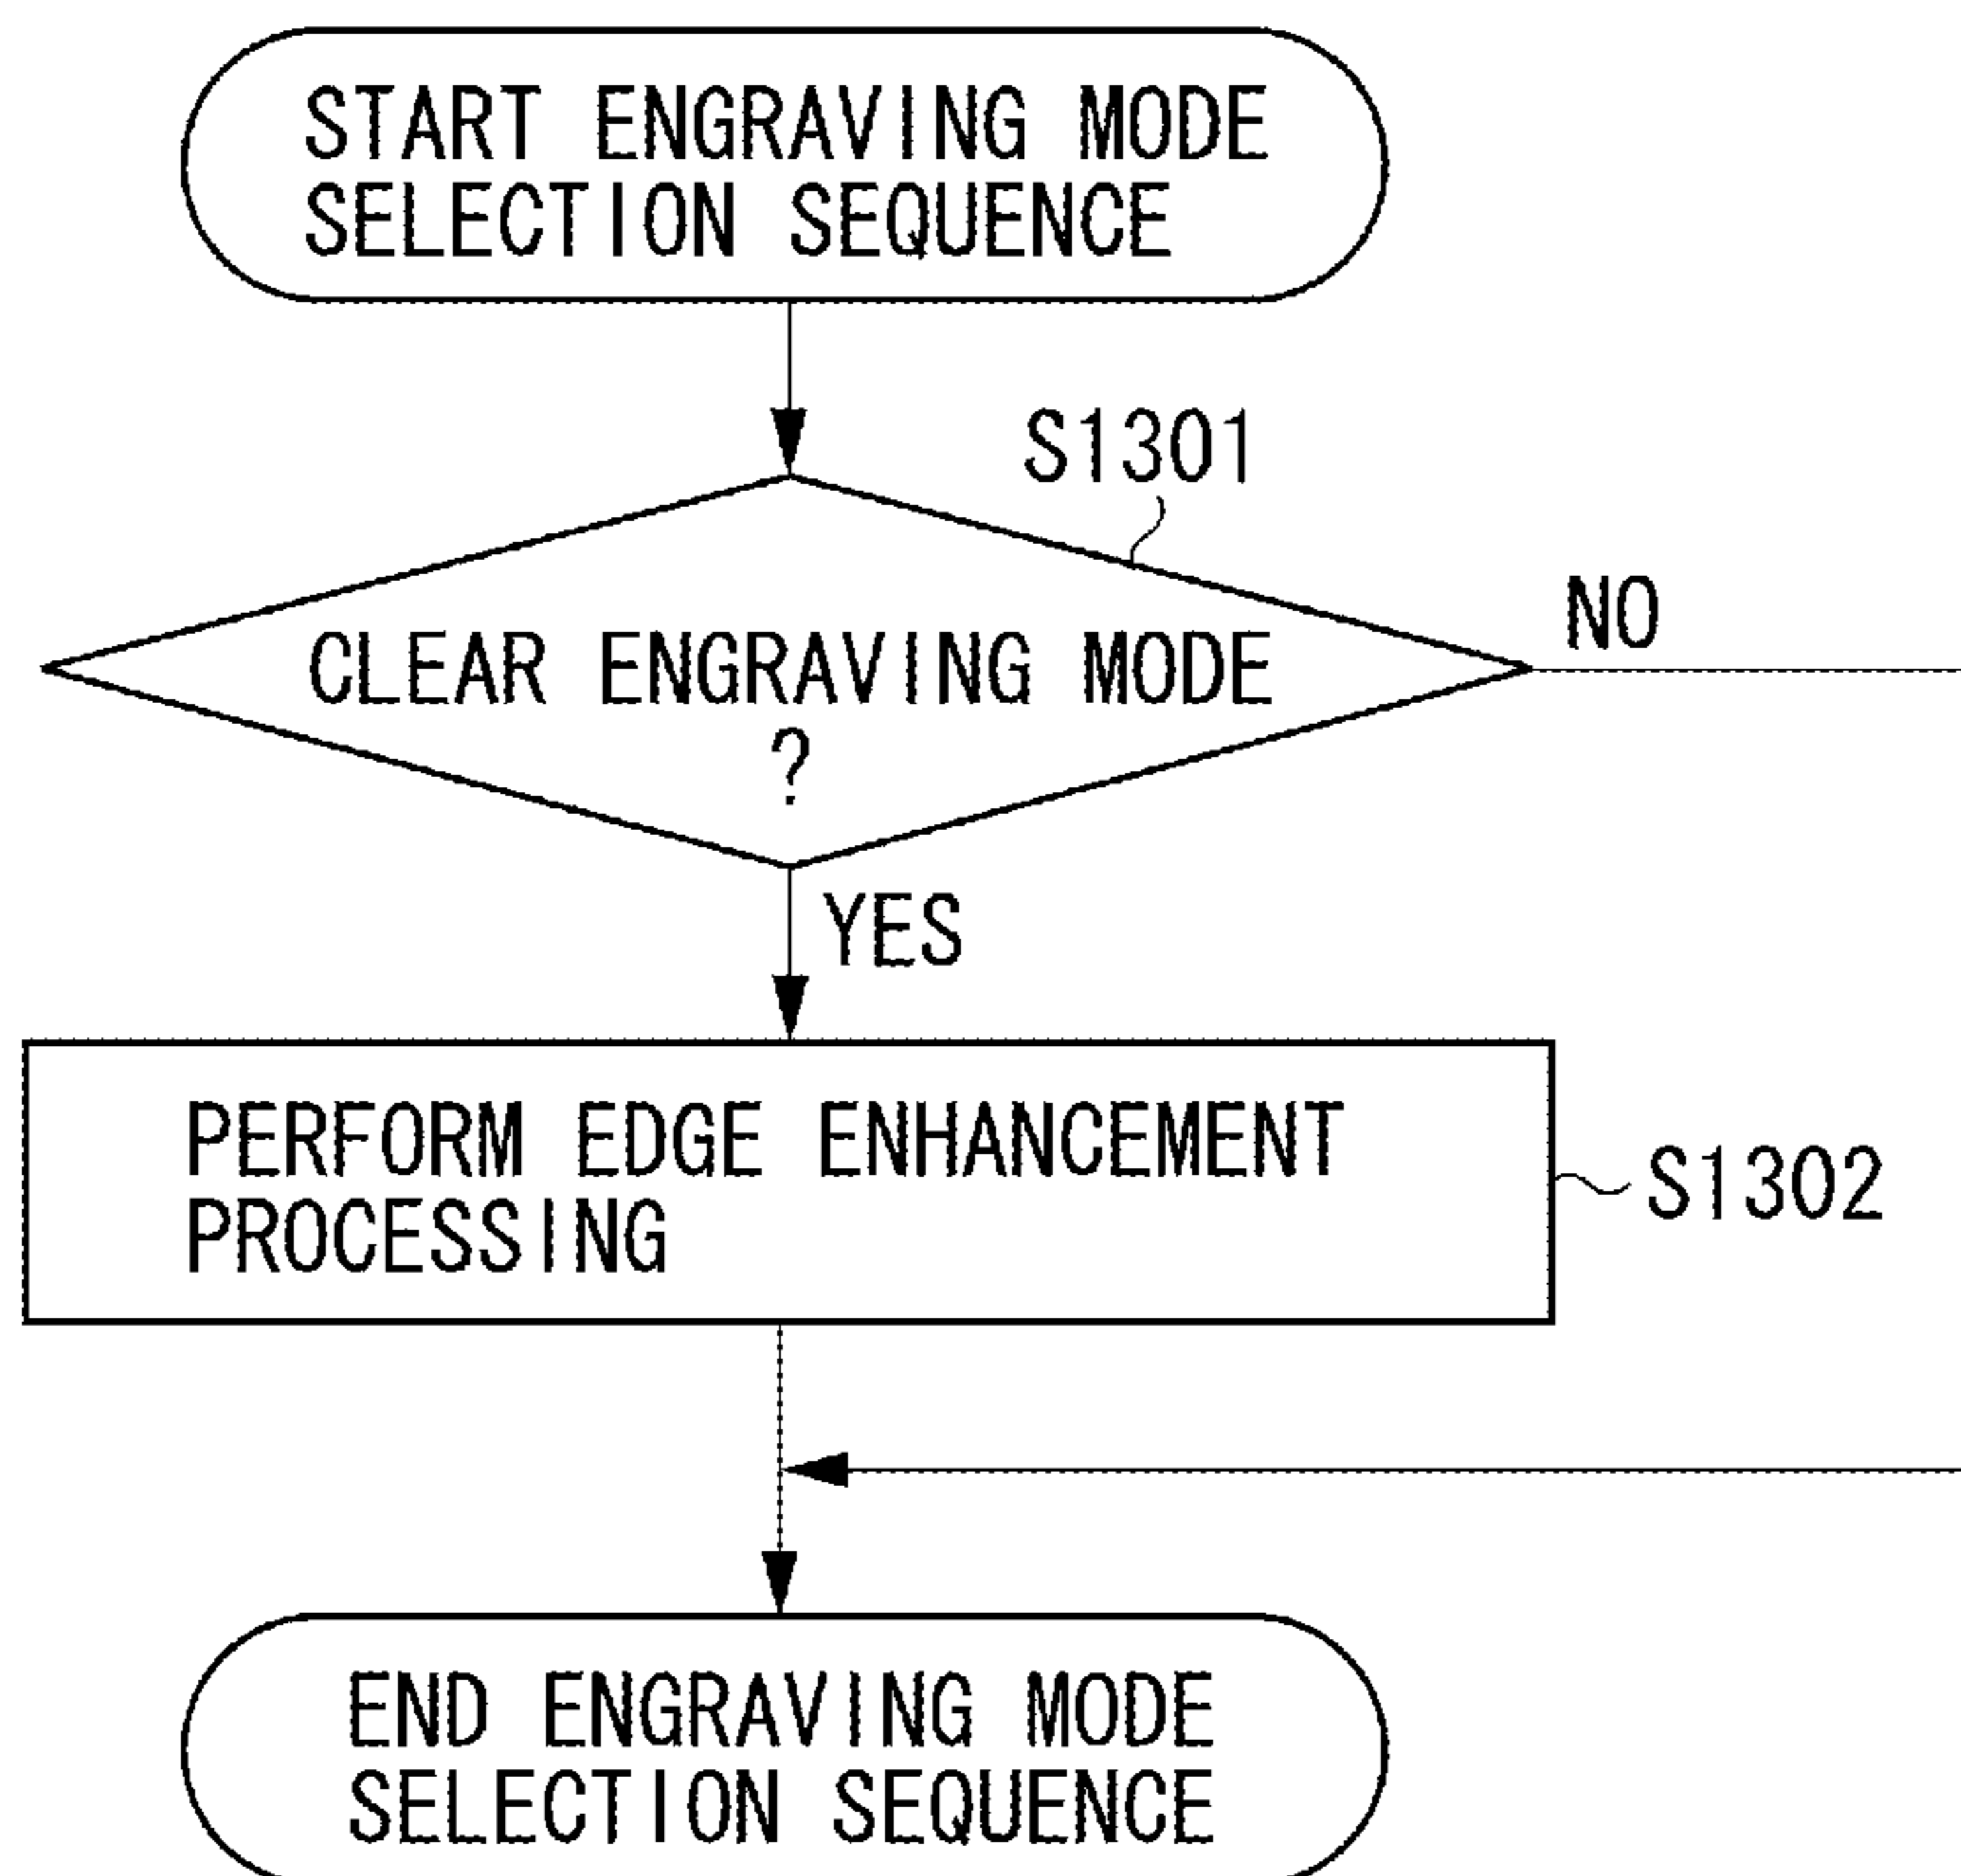 START ENGRAVING MODE
SELECTION SEQUENCE
S1301
CLEAR ENGRAVING MODE
?
NO
YES
PERFORM EDGE ENHANCEMENT
PROCESSING
S1302
END ENGRAVING MODE
SELECTION SEQUENCE